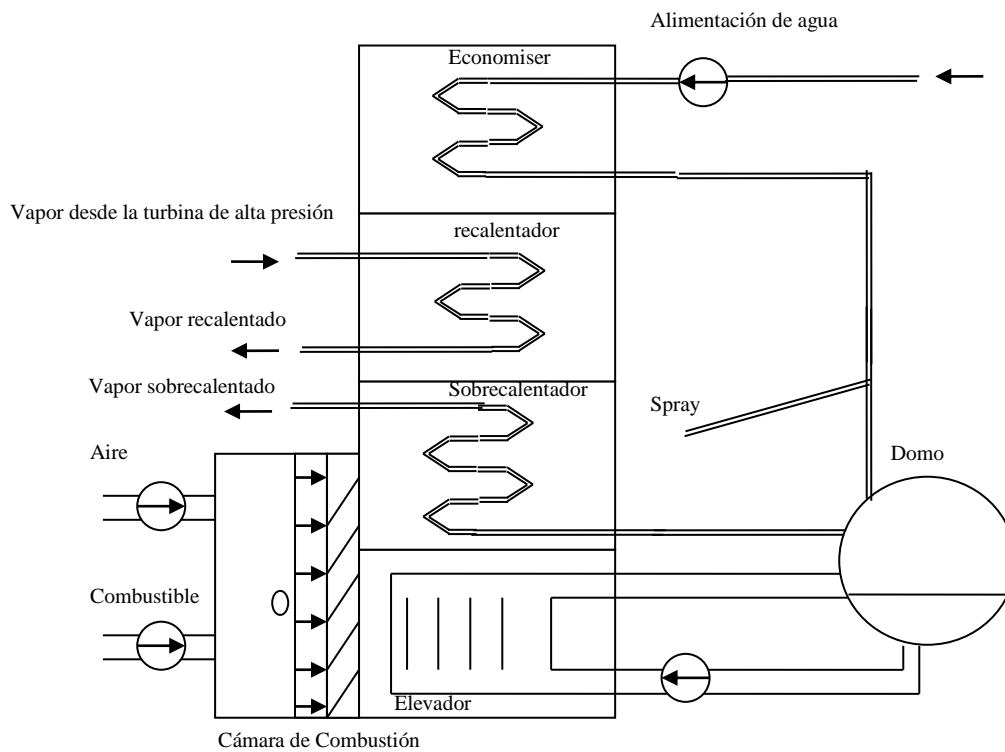 Alimentación de agua
Economiser
Vapor desde la turbina de alta presión
recalentador
Vapor recalentado
Vapor sobrecalentado
Sobrecalentador
Spray
Aire
Domo
Combustible
Elevador
Cámara de Combustión